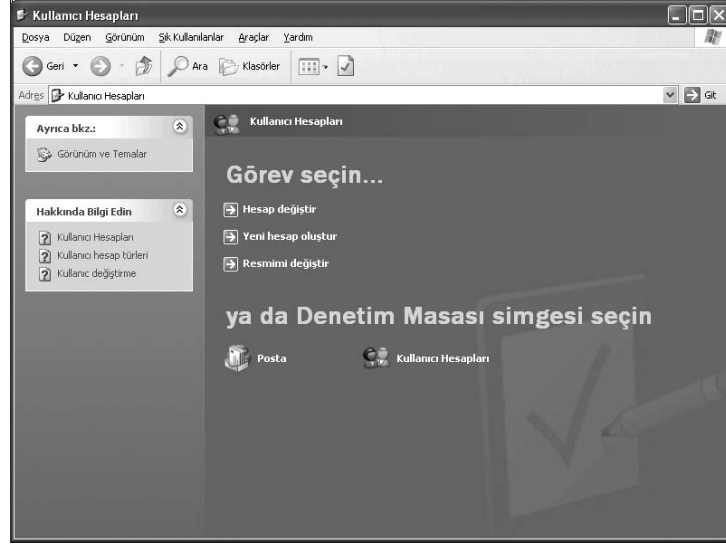 Kullanıcı Hesapları
Dosya Düzen Görünüm Sık Kullanılanlar Araçlar Yardım
Geri Ara Klasörler
Adres Kullanıcı Hesapları Git
Ayrıca bkz.:
Görünüm ve Temalar
Hakkında Bilgi Edin
Kullanıcı Hesapları
Kullanıcı hesap türleri
Kullanıc değiştirme
Kullanıcı Hesapları
Görev seçin...
Hesap değiştir
Yeni hesap oluştur
Resmimi değiştir
ya da Denetim Masası simgesi seçin
Posta Kullanıcı Hesapları